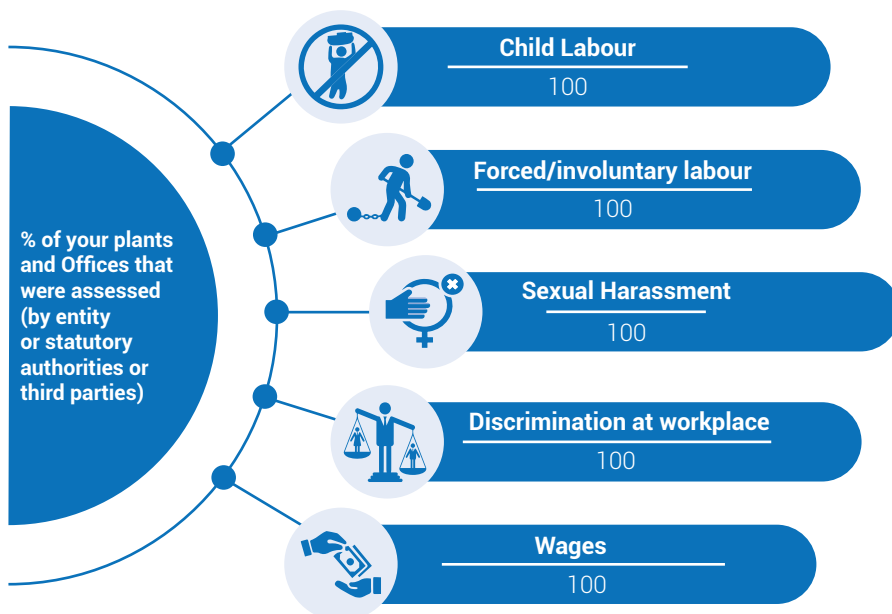 % of your plants
and Offices that
were assessed
(by entity
or statutory
authorities or
third parties)
Child Labour
100
Forced/involuntary labour
100
Sexual Harassment
100
Discrimination at workplace
100
Wages
100